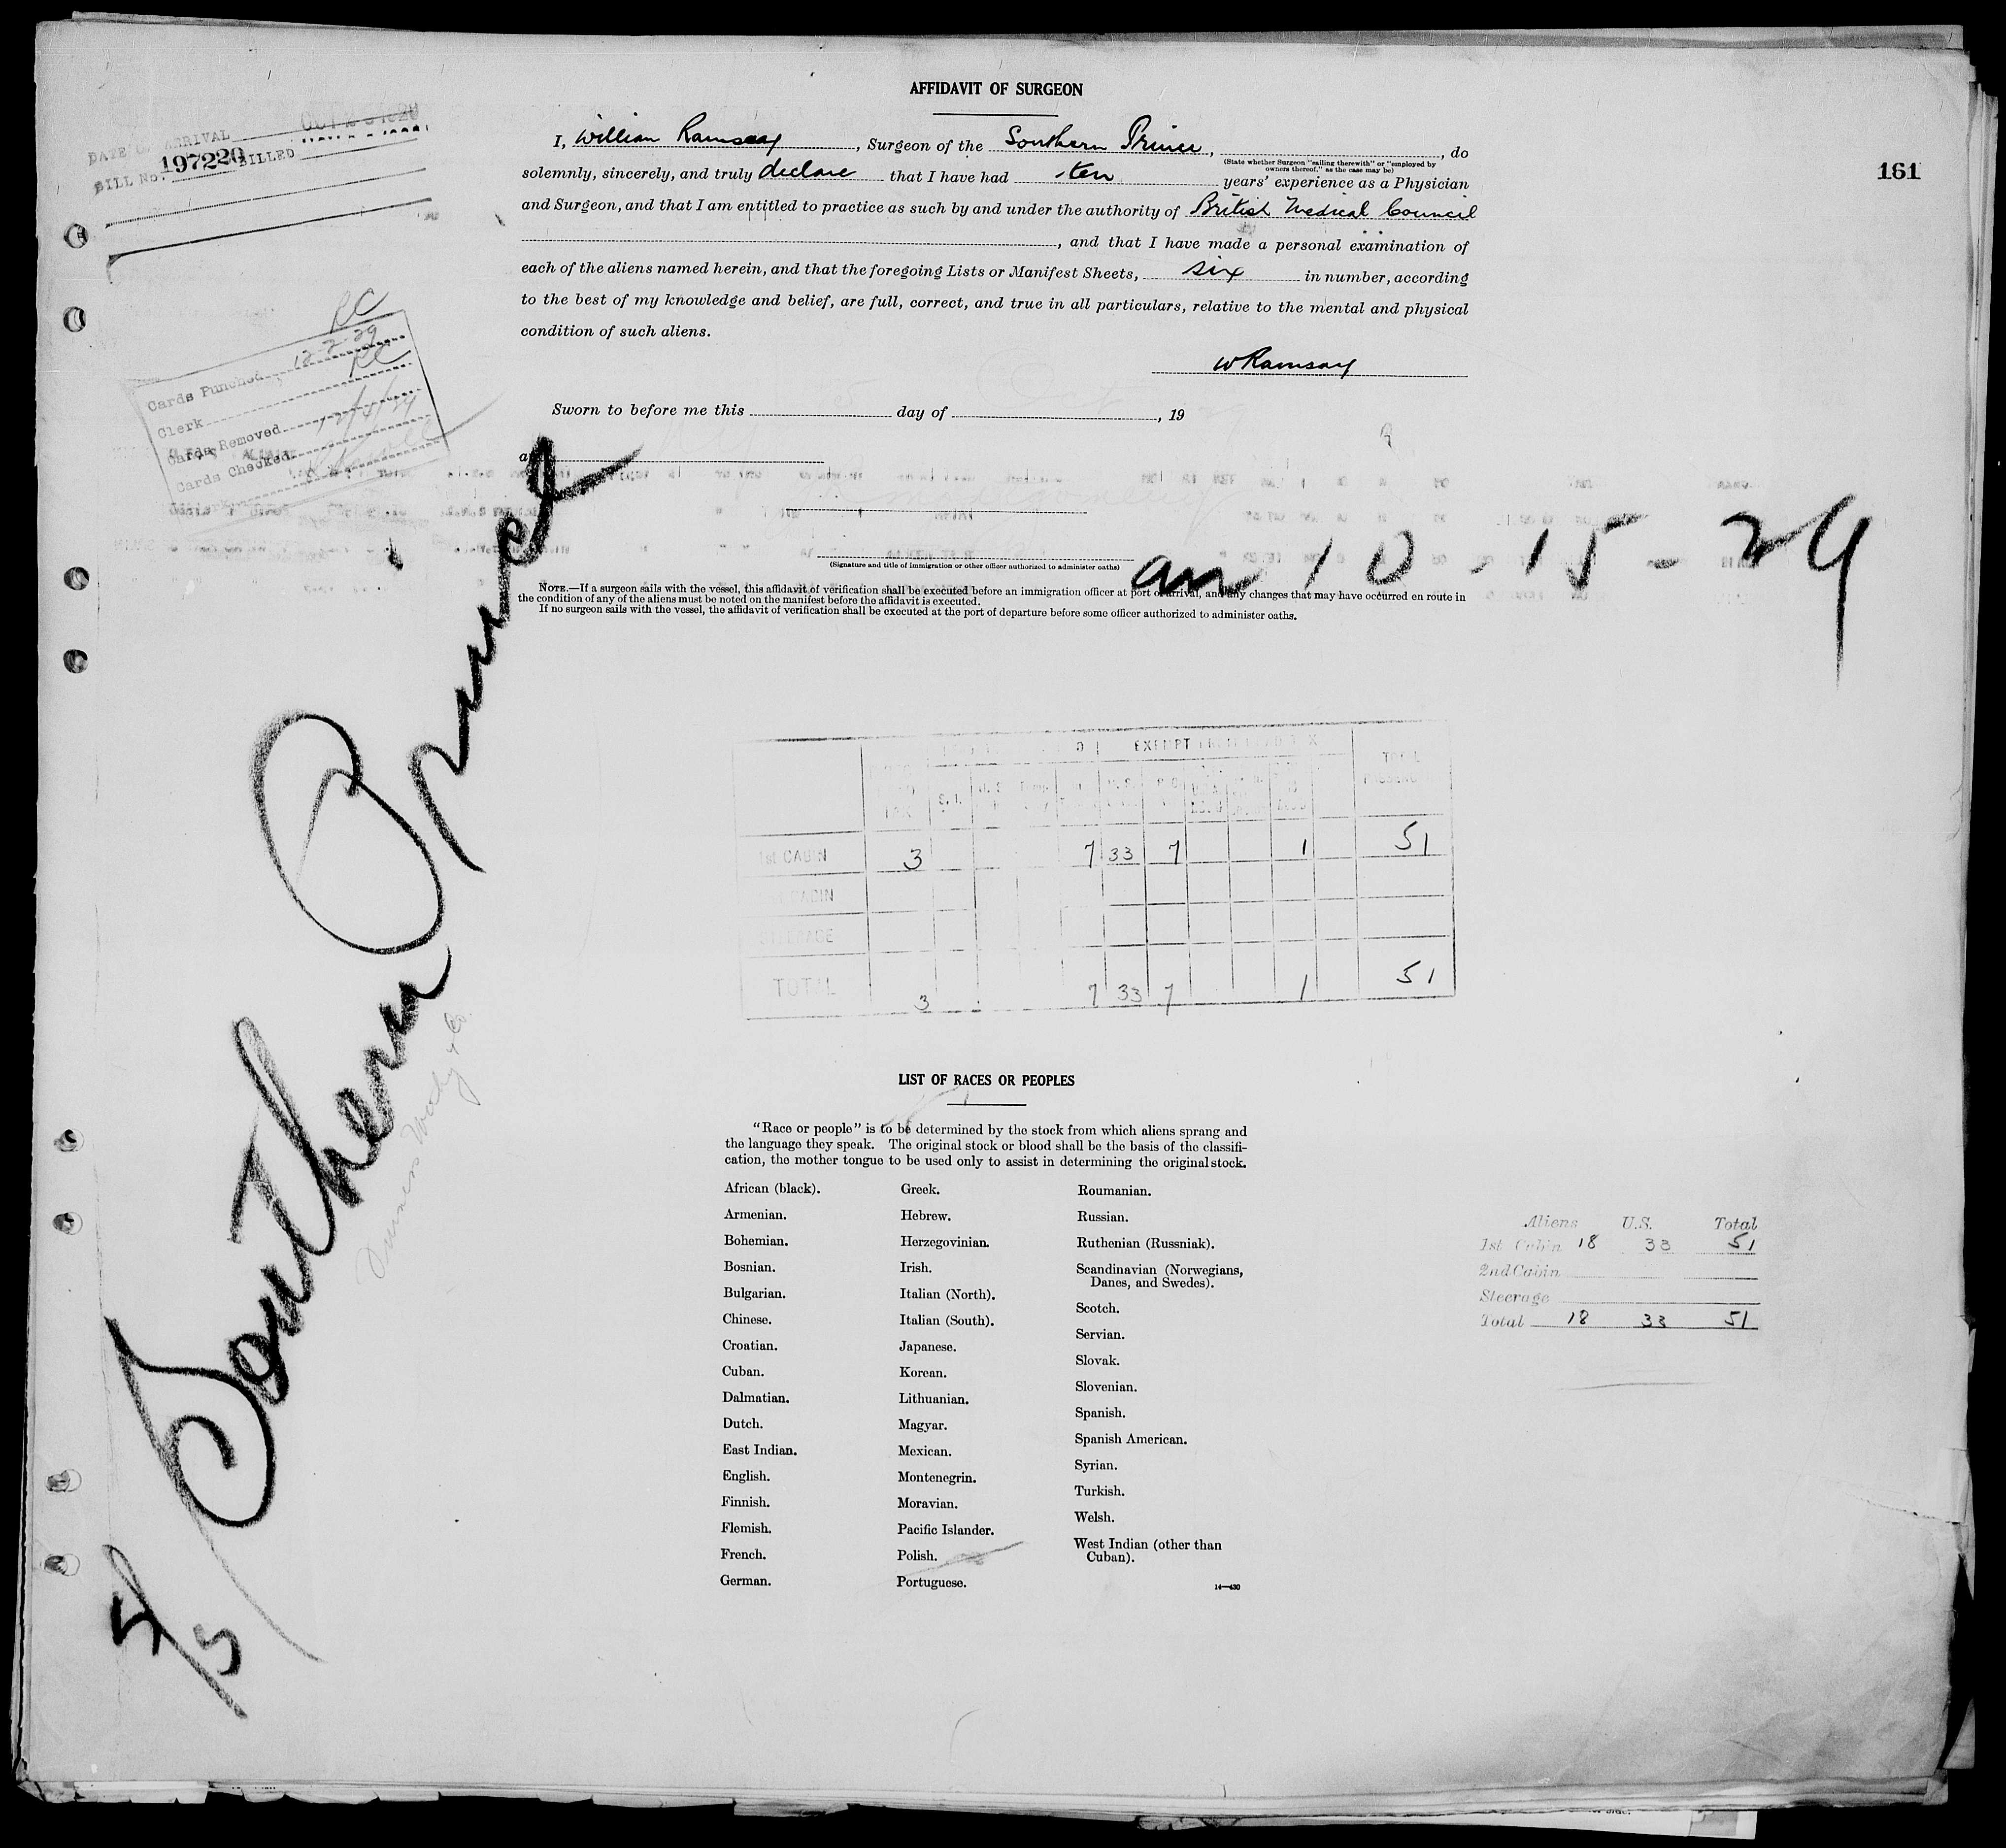 AFFIDAVIT OF SURGEON
161
DATE OF ARRIVAL
BILL No. 197220 BILLED
I, William Ramsay, Surgeon of the Southern Prince, , do
(State whether Surgeon "sailing therewith" or "employed by
owners thereof," as the case may be)
solemnly, sincerely, and truly declare that I have had ten years' experience as a Physician
and Surgeon, and that I am entitled to practice as such by and under the authority of British Medical Council
, and that I have made a personal examination of
each of the aliens named herein, and that the foregoing Lists or Manifest Sheets, six in number, according
to the best of my knowledge and belief, are full, correct, and true in all particulars, relative to the mental and physical
condition of such aliens.
W Ramsay
RC
Cards Punched 12-2-29
Clerk RC
Cards Removed
Cards Checked
Sworn to before me this day of , 19
at
(Signature and title of immigration or other officer authorized to administer oaths)
arr 10-15-29
NOTE.—If a surgeon sails with the vessel, this affidavit of verification shall be executed before an immigration officer at port of arrival, and any changes that may have occurred en route in
the condition of any of the aliens must be noted on the manifest before the affidavit is executed.
If no surgeon sails with the vessel, the affidavit of verification shall be executed at the port of departure before some officer authorized to administer oaths.
S/S Southern Prince
EXEMPT TOTAL
1st CABIN 3 7 33 7 1 51
CABIN
STEERAGE
TOTAL 3 7 33 7 1 51
LIST OF RACES OR PEOPLES
"Race or people" is to be determined by the stock from which aliens sprang and
the language they speak. The original stock or blood shall be the basis of the classifi-
cation, the mother tongue to be used only to assist in determining the original stock.
African (black).
Armenian.
Bohemian.
Bosnian.
Bulgarian.
Chinese.
Croatian.
Cuban.
Dalmatian.
Dutch.
East Indian.
English.
Finnish.
Flemish.
French.
German.
Greek.
Hebrew.
Herzegovinian.
Irish.
Italian (North).
Italian (South).
Japanese.
Korean.
Lithuanian.
Magyar.
Mexican.
Montenegrin.
Moravian.
Pacific Islander.
Polish.
Portuguese.
Roumanian.
Russian.
Ruthenian (Russniak).
Scandinavian (Norwegians,
Danes, and Swedes).
Scotch.
Servian.
Slovak.
Slovenian.
Spanish.
Spanish American.
Syrian.
Turkish.
Welsh.
West Indian (other than
Cuban).
14—430
Aliens U.S. Total
1st Cabin 18 33 51
2nd Cabin
Steerage
Total 18 33 51